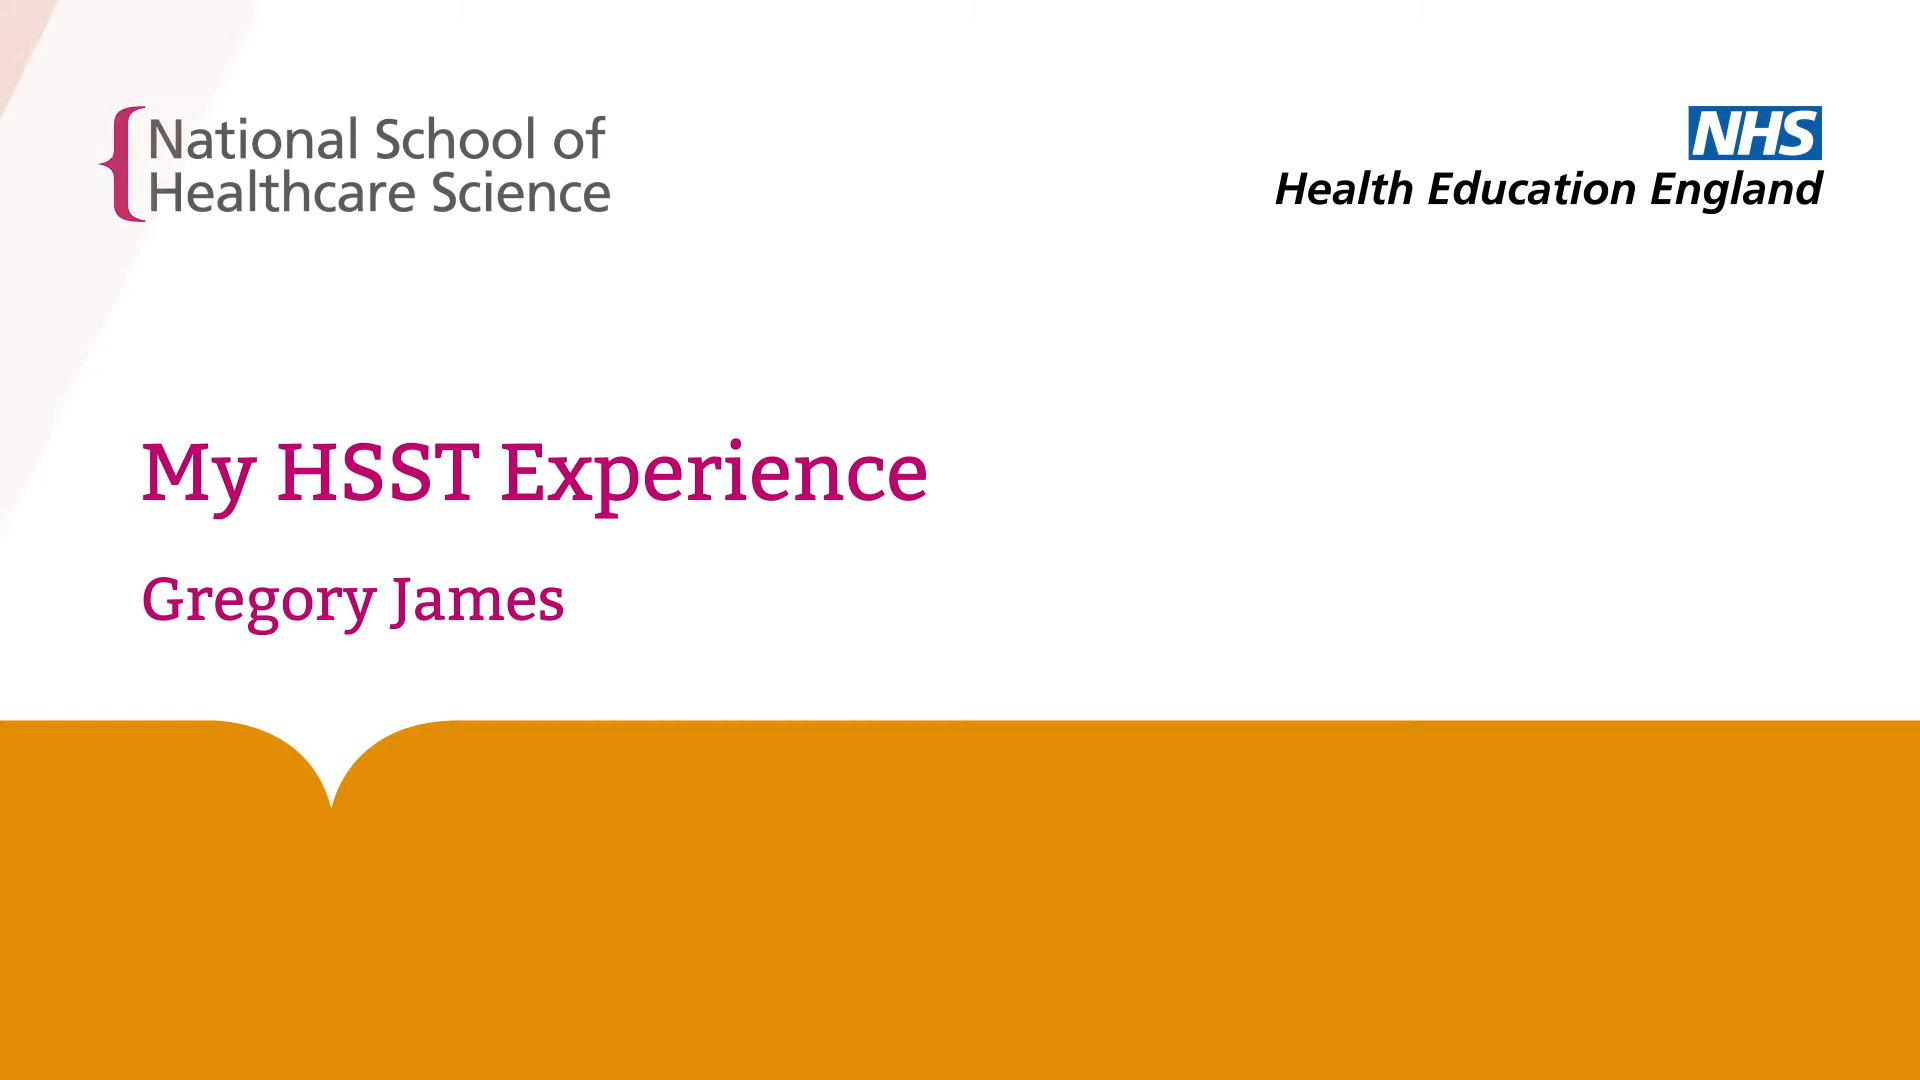 National School of
Healthcare Science
NHS
Health Education England
My HSST Experience
Gregory James